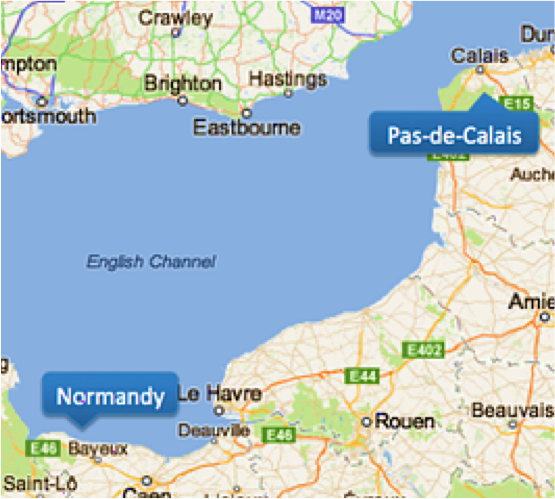 Crawley
M20
Dun
Calais
mpton
Brighton
Hastings
E15
ortsmouth
Eastbourne
Pas-de-Calais
E402
Auche
English Channel
Amie
E402
E44
Normandy
Le Havre
Rouen
Beauvais
Deauville
E46
E46
Bayeux
Saint-Lô
Caen
Évreux